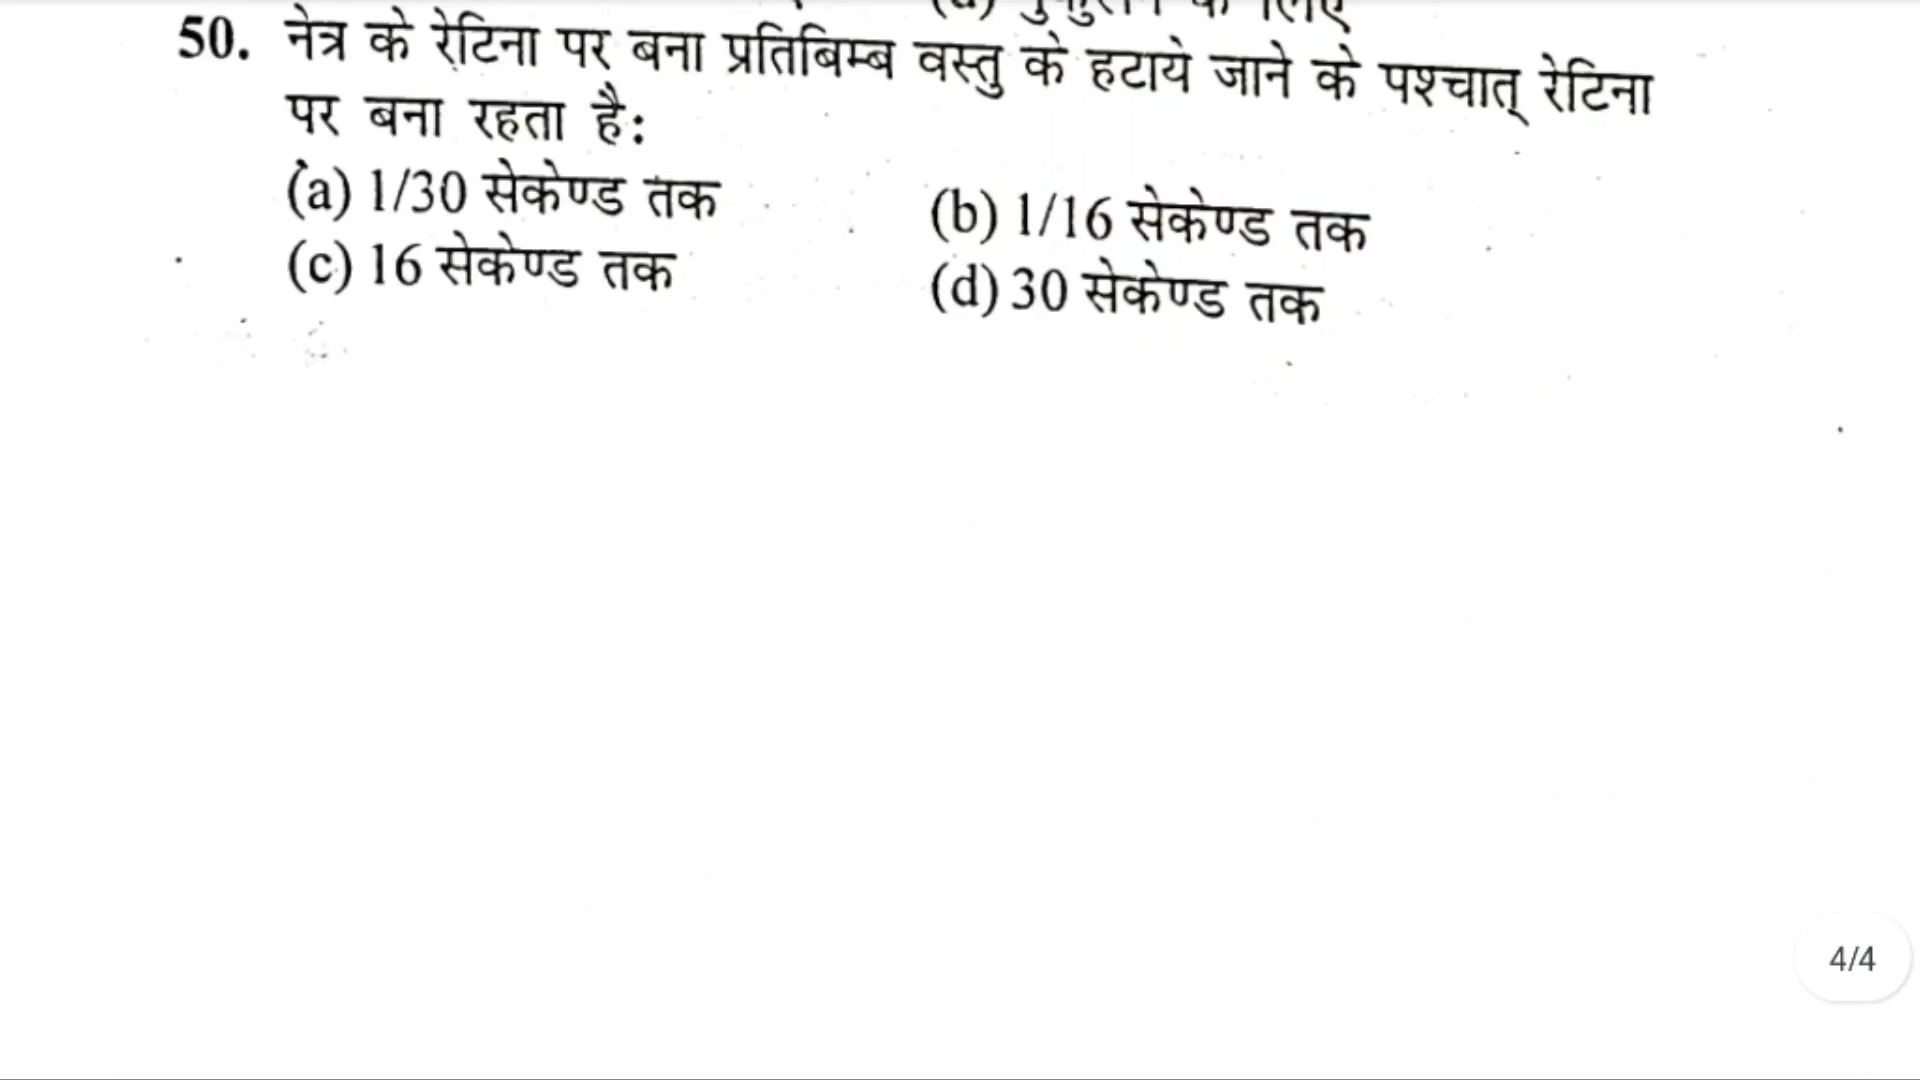 50. नेत्र के रेटिना पर बना प्रतिबिम्ब वस्तु के हटाये जाने के पश्चात् रेटिना
पर बना रहता है:
(a) 1/30 सेकेण्ड तक (b) 1/16 सेकेण्ड तक
(c) 16 सेकेण्ड तक (d) 30 सेकेण्ड तक
4/4